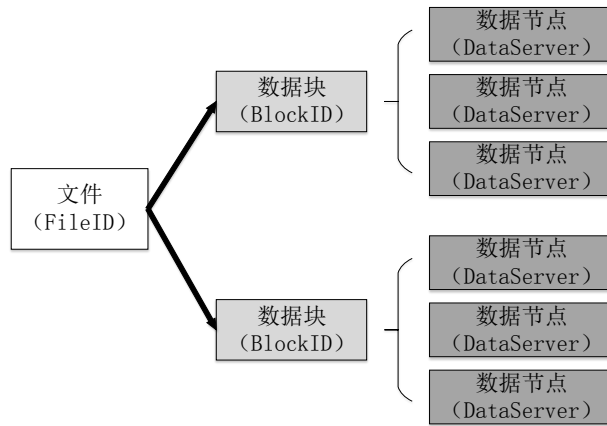 文件
（FileID）
数据块
（BlockID）
数据节点
（DataServer）
数据节点
（DataServer）
数据节点
（DataServer）
数据块
（BlockID）
数据节点
（DataServer）
数据节点
（DataServer）
数据节点
（DataServer）